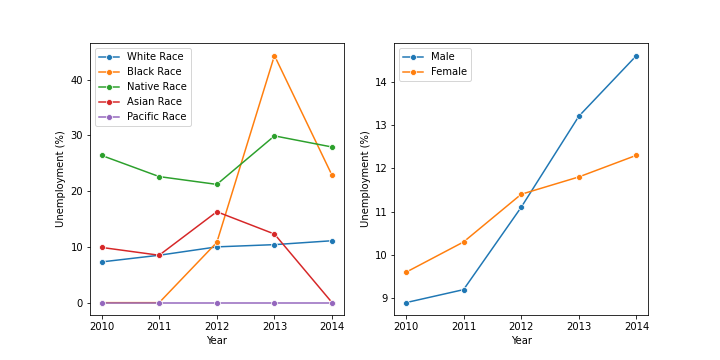 White Race
Black Race
Native Race
Asian Race
Pacific Race
Unemployment (%)
40
30
20
10
0
2010 2011 2012 2013 2014
Year
Male
Female
Unemployment (%)
14
13
12
11
10
9
2010 2011 2012 2013 2014
Year